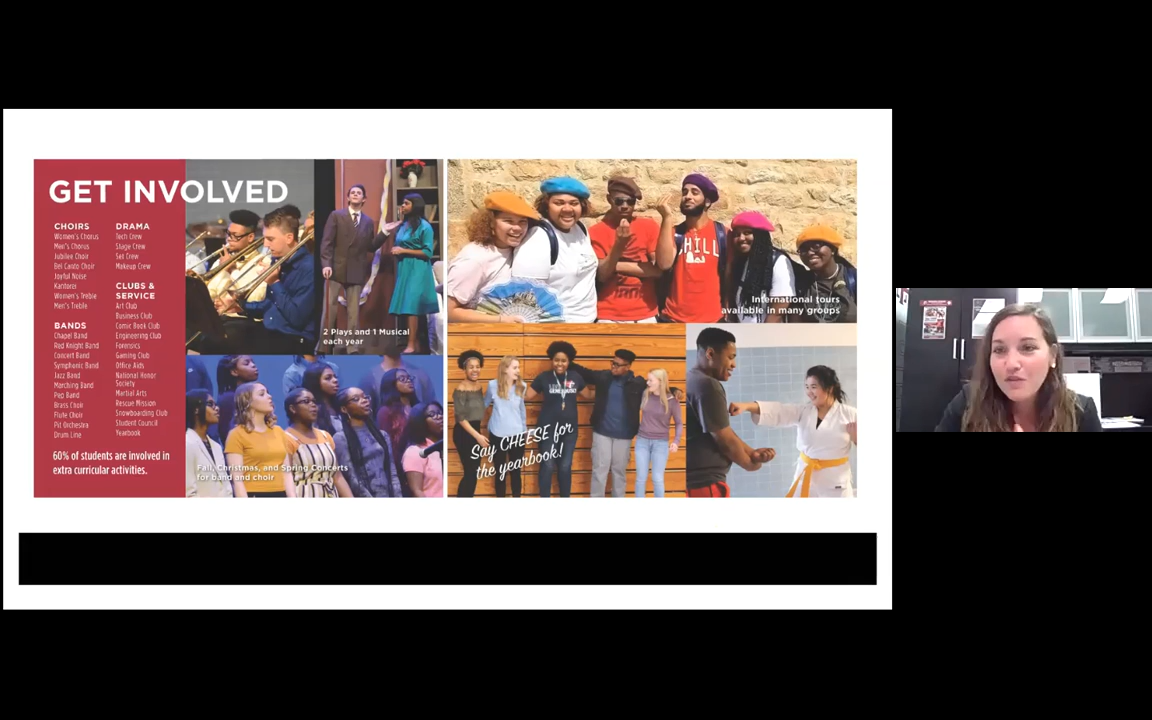 GET INVOLVED
CHOIRS
Women's Chorus
Men's Chorus
Jubilee Choir
Bel Canto Choir
Joyful Noise
Kantorei
Women's Treble
Men's Treble
BANDS
Chapel Band
Red Knight Band
Concert Band
Symphonic Band
Jazz Band
Marching Band
Pep Band
Brass Choir
Flute Choir
Pit Orchestra
Drum Line
DRAMA
Tech Crew
Stage Crew
Set Crew
Makeup Crew
CLUBS &
SERVICE
Art Club
Business Club
Comic Book Club
Engineering Club
Forensics
Gaming Club
Office Aids
National Honor
Society
Martial Arts
Rescue Mission
Snowboarding Club
Student Council
Yearbook
60% of students are involved in
extra curricular activities.
2 Plays and 1 Musical
each year
Fall, Christmas, and Spring Concerts
for band and choir
CHILL
International tours
available in many groups
Say CHEESE for
the yearbook!